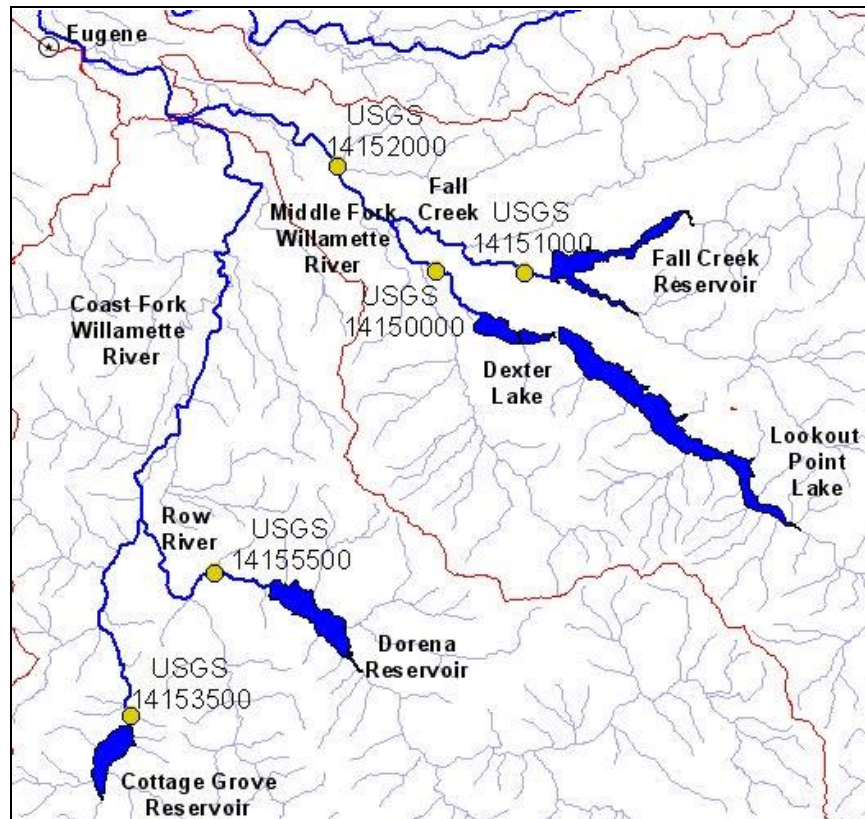 Eugene
USGS
14152000
Fall
Creek
Middle Fork
Willamette
River
USGS
14151000
Fall Creek
Reservoir
USGS
14150000
Coast Fork
Willamette
River
Dexter
Lake
Lookout
Point
Lake
Row
River
USGS
14155500
Dorena
Reservoir
USGS
14153500
Cottage Grove
Reservoir